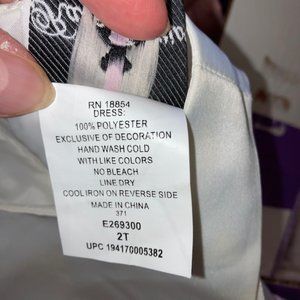 RN 18854
DRESS:
100% POLYESTER
EXCLUSIVE OF DECORATION
HAND WASH COLD
WITH LIKE COLORS
NO BLEACH
LINE DRY
COOL IRON ON REVERSE SIDE
MADE IN CHINA
371
E269300
2T
UPC 194170005382